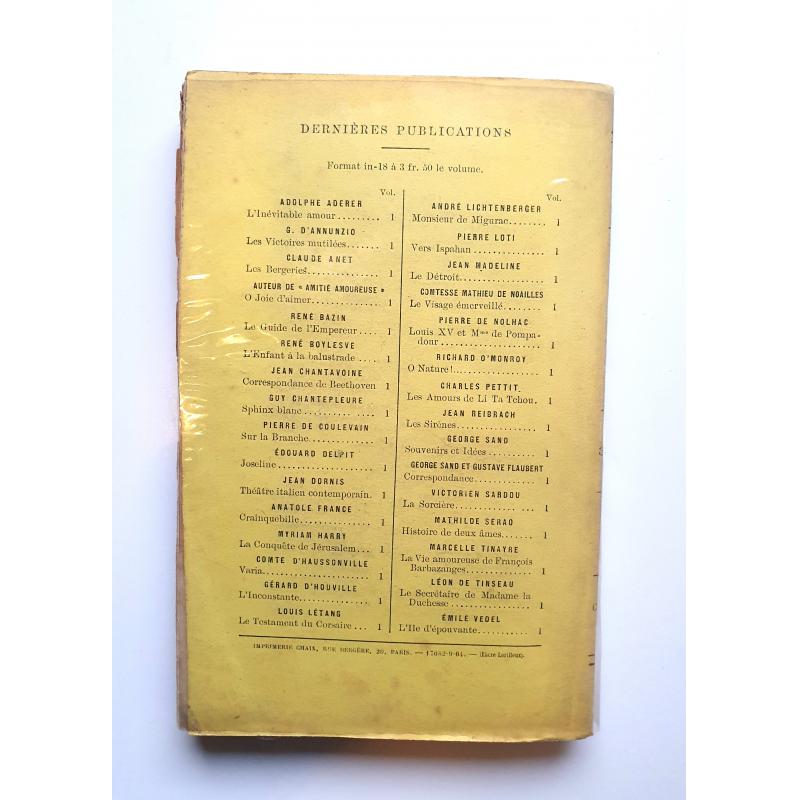 DERNIÈRES PUBLICATIONS
Format in-18 à 3 fr. 50 le volume.
Vol.
ADOLPHE ADERER
L'Inévitable amour ......... 1
G. D'ANNUNZIO
Les Victoires mutilées....... 1
CLAUDE ANET
Les Bergeries.............. 1
AUTEUR DE « AMITIÉ AMOUREUSE »
O Joie d'aimer............. 1
RENÉ BAZIN
Le Guide de l'Empereur .... 1
RENÉ BOYLESVE
L'Enfant à la balustrade .... 1
JEAN CHANTAVOINE
Correspondance de Beethoven 1
GUY CHANTEPLEURE
Sphinx blanc .......... .... 1
PIERRE DE COULEVAIN
Sur la Branche............. 1
ÉDOUARD DELPIT
Joseline ................... 1
JEAN DORNIS
Théâtre italien contemporain. 1
ANATOLE FRANCE
Crainquebille............... 1
MYRIAM HARRY
La Conquête de Jérusalem... 1
COMTE D'HAUSSONVILLE
Varia...................... 1
GÉRARD D'HOUVILLE
L'Inconstante.............. 1
LOUIS LÉTANG
Le Testament du Corsaire ... 1
Vol.
ANDRÉ LICHTENBERGER
Monsieur de Migurac........ 1
PIERRE LOTI
Vers Ispahan ............... 1
JEAN MADELINE
Le Détroit.................. 1
COMTESSE MATHIEU DE NOAILLES
Le Visage émerveillé....... 1
PIERRE DE NOLHAC
Louis XV et Mme de Pompa-
dour ..................... 1
RICHARD O'MONROY
O Nature!................... 1
CHARLES PETTIT
Les Amours de Li Ta Tchou. 1
JEAN REIBRACH
Les Sirènes................. 1
GEORGE SAND
Souvenirs et Idées .......... 1
GEORGE SAND ET GUSTAVE FLAUBERT
Correspondance............. 1
VICTORIEN SARDOU
La Sorcière............. ... 1
MATHILDE SERAO
Histoire de deux âmes...... 1
MARCELLE TINAYRE
La Vie amoureuse de François
Barbazanges.............. 1
LÉON DE TINSEAU
Le Secrétaire de Madame la
Duchesse ................. 1
ÉMILE VEDEL
L'Ile d'épouvante........... 1
IMPRIMERIE CHAIX, RUE BERGÈRE, 20, PARIS. — 17082-9-04. — (Encre Lorilleux).